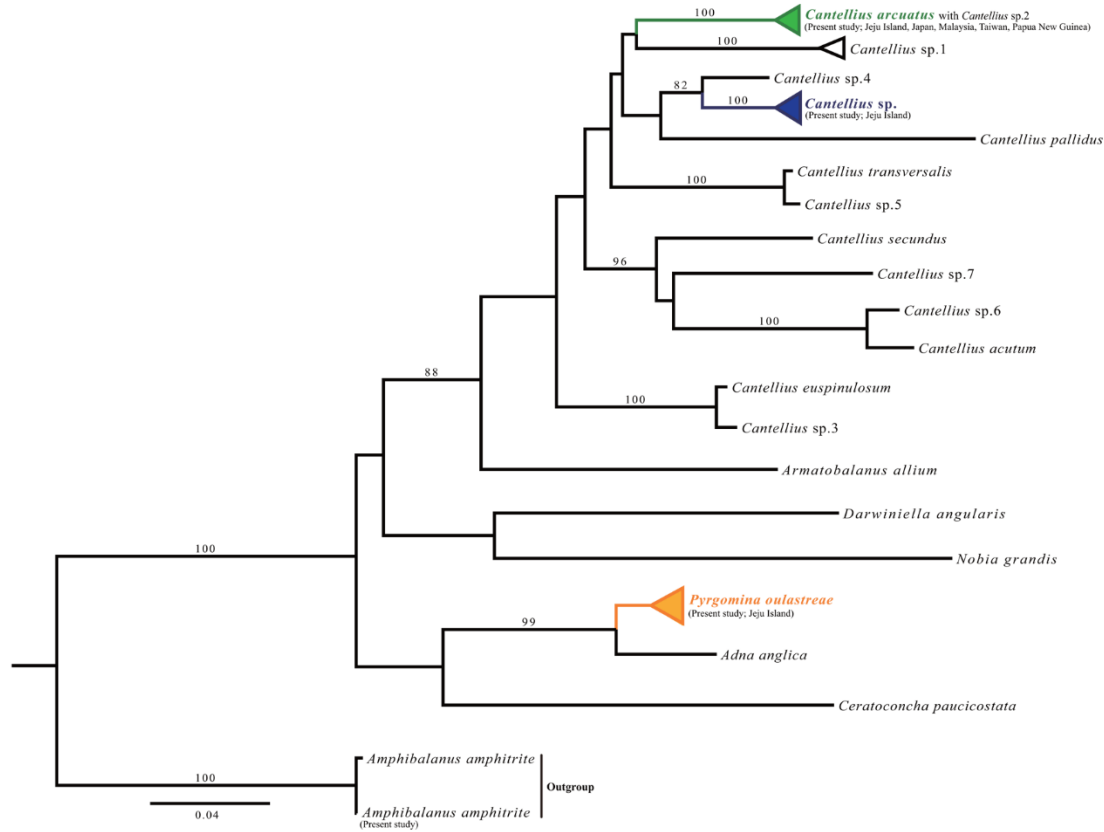 100
Cantellius arcuatus with Cantellius sp.2
(Present study; Jeju Island, Japan, Malaysia, Taiwan, Papua New Guinea)
100
Cantellius sp.1
82
Cantellius sp.4
100
Cantellius sp.
(Present study; Jeju Island)
Cantellius pallidus
100
Cantellius transversalis
Cantellius sp.5
Cantellius secundus
96
Cantellius sp.7
100
Cantellius sp.6
Cantellius acutum
88
Cantellius euspinulosum
100
Cantellius sp.3
Armatobalanus allium
Darwiniella angularis
100
Nobia grandis
Pyrgomina oulastreae
(Present study; Jeju Island)
99
Adna anglica
Ceratoconcha paucicostata
Amphibalanus amphitrite
100
Outgroup
0.04
Amphibalanus amphitrite
(Present study)